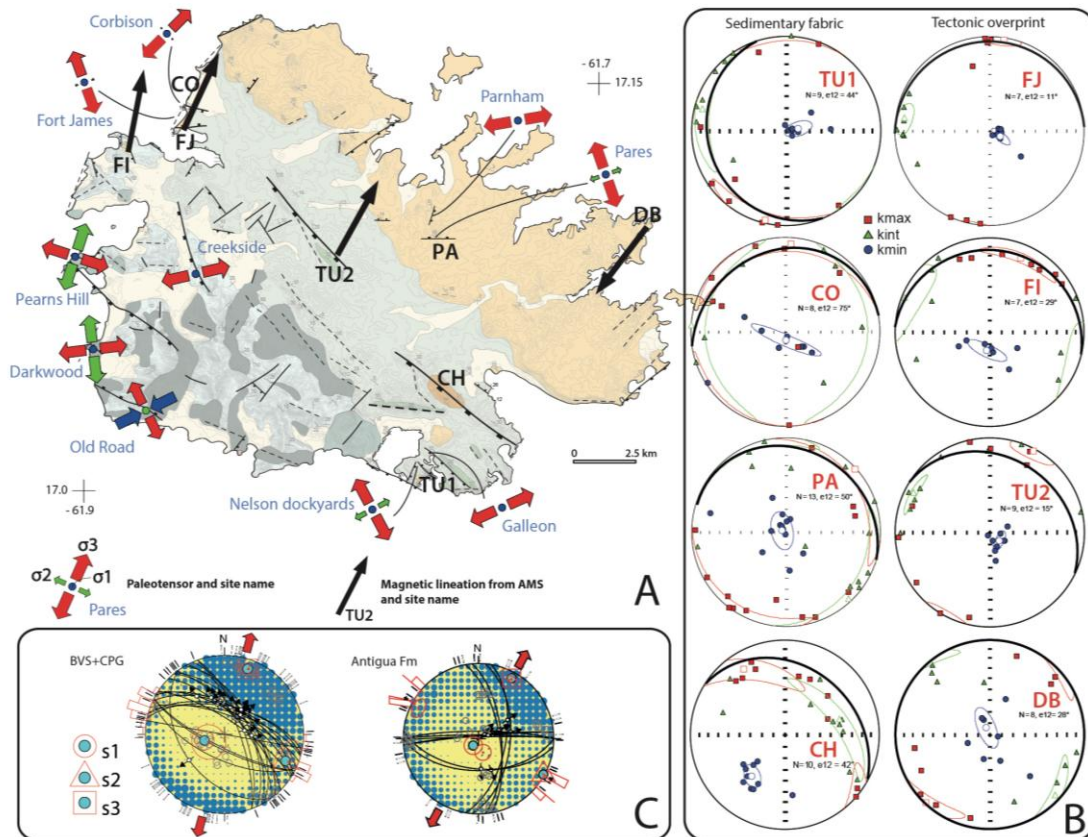 Corbison
Fort James
CO
FJ
FI
- 61.7
17.15
Parnham
Pares
DB
PA
TU2
Creekside
Pearns Hill
Darkwood
CH
Old Road
0 2.5 km
17.0
- 61.9
Nelson dockyards
TU1
Galleon
σ3
σ2
σ1
Paleotensor and site name
Pares
Magnetic lineation from AMS
and site name
TU2
A
BVS+CPG
N
Antigua Fm
N
s1
s2
s3
C
Sedimentary fabric
Tectonic overprint
TU1
N=9, e12 = 44°
FJ
N=7, e12 = 11°
kmax
kint
kmin
CO
N=8, e12 = 75°
FI
N=7, e12 = 29°
PA
N=13, e12 = 50°
TU2
N=9, e12 = 15°
CH
N=10, e12 = 42°
DB
N=8, e12= 28°
B